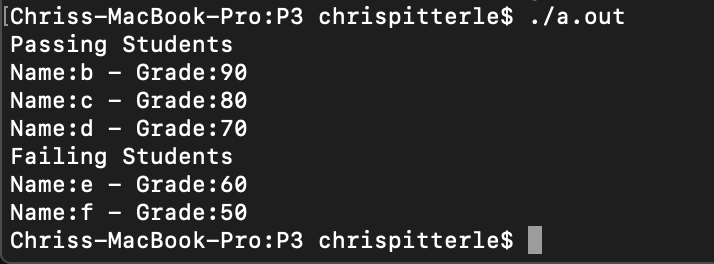 [Chriss-MacBook-Pro:P3 chrispitterle$ ./a.out
Passing Students
Name:b - Grade:90
Name:c - Grade:80
Name:d - Grade:70
Failing Students
Name:e - Grade:60
Name:f - Grade:50
Chriss-MacBook-Pro:P3 chrispitterle$